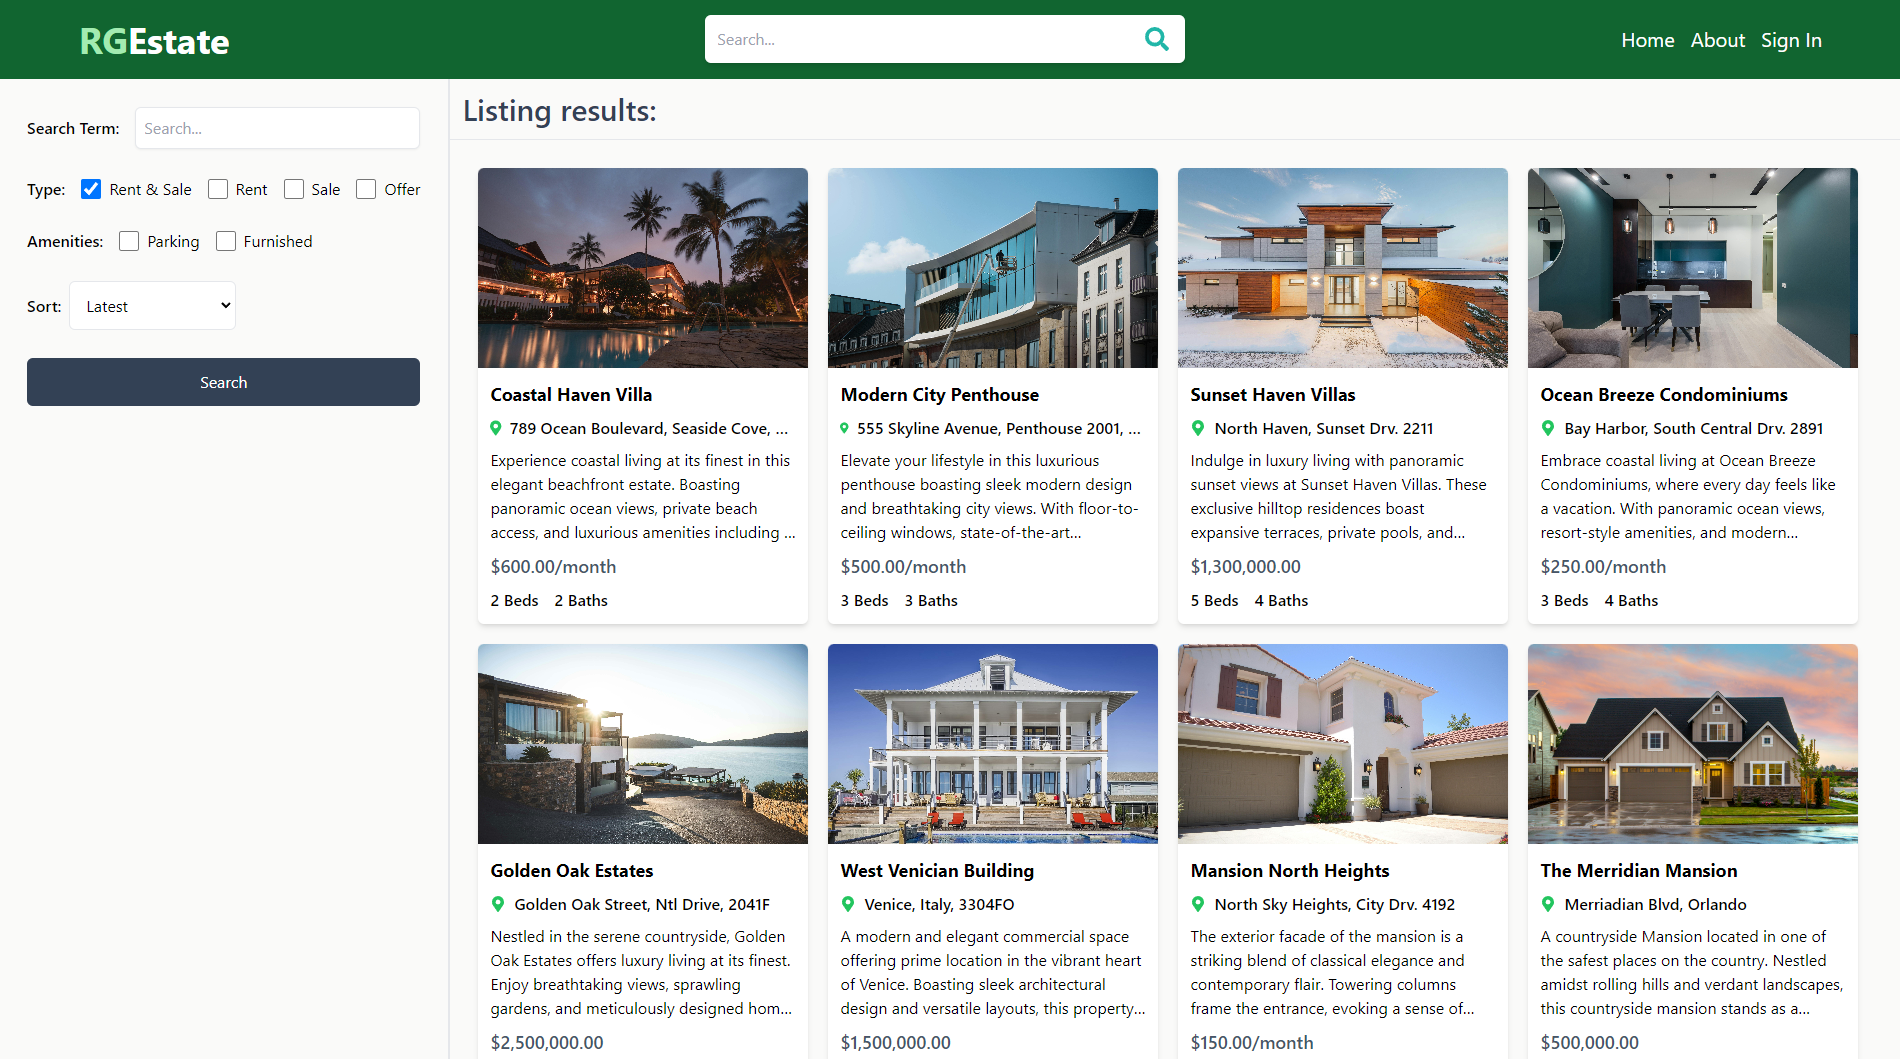 RGEstate
Search...
Home About Sign In
Search Term: Search...
Type: Rent & Sale Rent Sale Offer
Amenities: Parking Furnished
Sort: Latest
Search
Listing results:
Coastal Haven Villa
789 Ocean Boulevard, Seaside Cove, ...
Experience coastal living at its finest in this
elegant beachfront estate. Boasting
panoramic ocean views, private beach
access, and luxurious amenities including ...
$600.00/month
2 Beds 2 Baths
Modern City Penthouse
555 Skyline Avenue, Penthouse 2001, ...
Elevate your lifestyle in this luxurious
penthouse boasting sleek modern design
and breathtaking city views. With floor-to-
ceiling windows, state-of-the-art...
$500.00/month
3 Beds 3 Baths
Sunset Haven Villas
North Haven, Sunset Drv. 2211
Indulge in luxury living with panoramic
sunset views at Sunset Haven Villas. These
exclusive hilltop residences boast
expansive terraces, private pools, and...
$1,300,000.00
5 Beds 4 Baths
Ocean Breeze Condominiums
Bay Harbor, South Central Drv. 2891
Embrace coastal living at Ocean Breeze
Condominiums, where every day feels like
a vacation. With panoramic ocean views,
resort-style amenities, and modern...
$250.00/month
3 Beds 4 Baths
Golden Oak Estates
Golden Oak Street, Ntl Drive, 2041F
Nestled in the serene countryside, Golden
Oak Estates offers luxury living at its finest.
Enjoy breathtaking views, sprawling
gardens, and meticulously designed hom...
$2,500,000.00
West Venician Building
Venice, Italy, 3304FO
A modern and elegant commercial space
offering prime location in the vibrant heart
of Venice. Boasting sleek architectural
design and versatile layouts, this property...
$1,500,000.00
Mansion North Heights
North Sky Heights, City Drv. 4192
The exterior facade of the mansion is a
striking blend of classical elegance and
contemporary flair. Towering columns
frame the entrance, evoking a sense of...
$150.00/month
The Merridian Mansion
Merriadian Blvd, Orlando
A countryside Mansion located in one of
the safest places on the country. Nestled
amidst rolling hills and verdant landscapes,
this countryside mansion stands as a...
$500,000.00